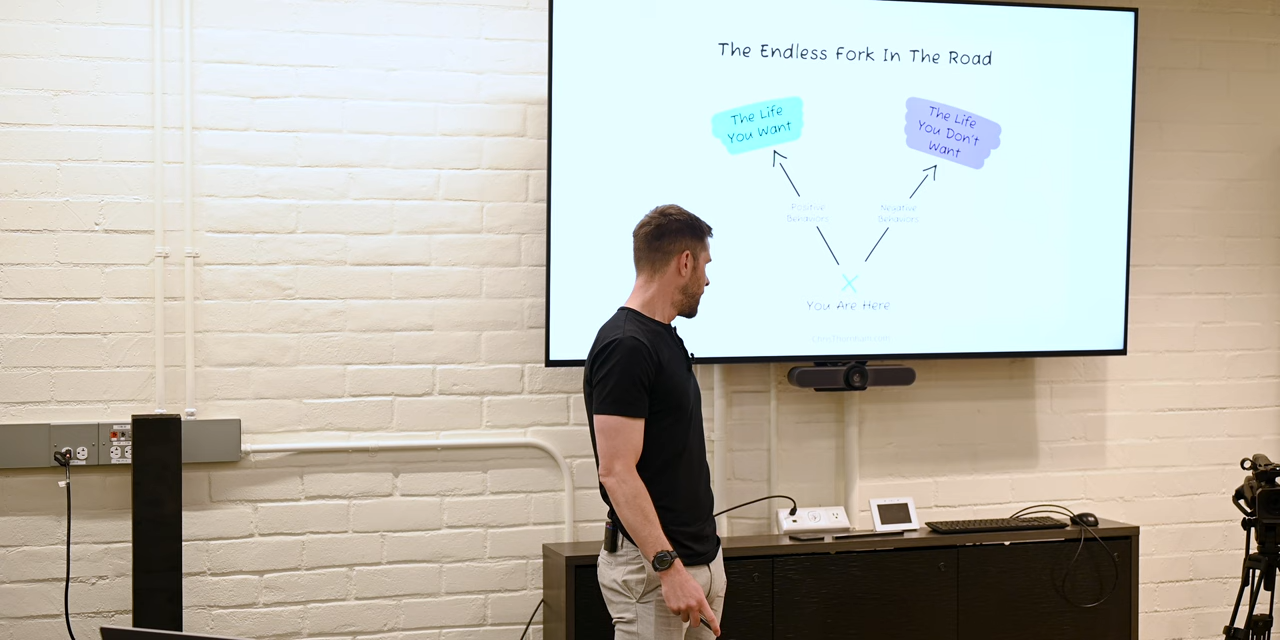 The Endless Fork In The Road
The Life
You Want
The Life
You Don't
Want
Positive
Behaviors
Negative
Behaviors
You Are Here